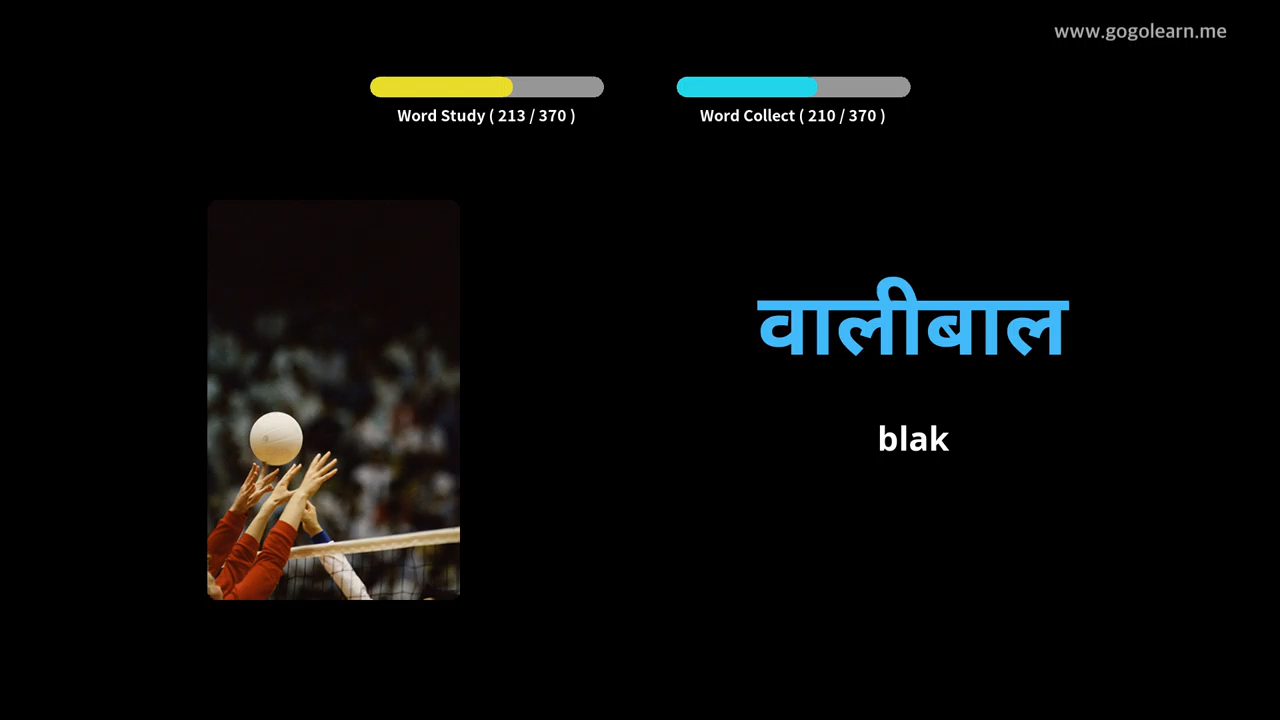 www.gogolearn.me
Word Study ( 213 / 370 )
Word Collect ( 210 / 370 )
वालीबाल
blak